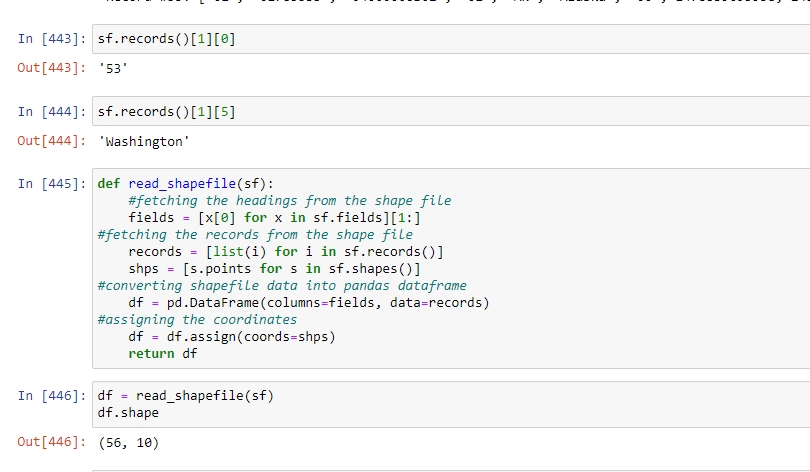 In [443]: sf.records()[1][0]
Out[443]: '53'
In [444]: sf.records()[1][5]
Out[444]: 'Washington'
In [445]: def read_shapefile(sf):
    #fetching the headings from the shape file
    fields = [x[0] for x in sf.fields][1:]
#fetching the records from the shape file
    records = [list(i) for i in sf.records()]
    shps = [s.points for s in sf.shapes()]
#converting shapefile data into pandas dataframe
    df = pd.DataFrame(columns=fields, data=records)
#assigning the coordinates
    df = df.assign(coords=shps)
    return df
In [446]: df = read_shapefile(sf)
df.shape
Out[446]: (56, 10)